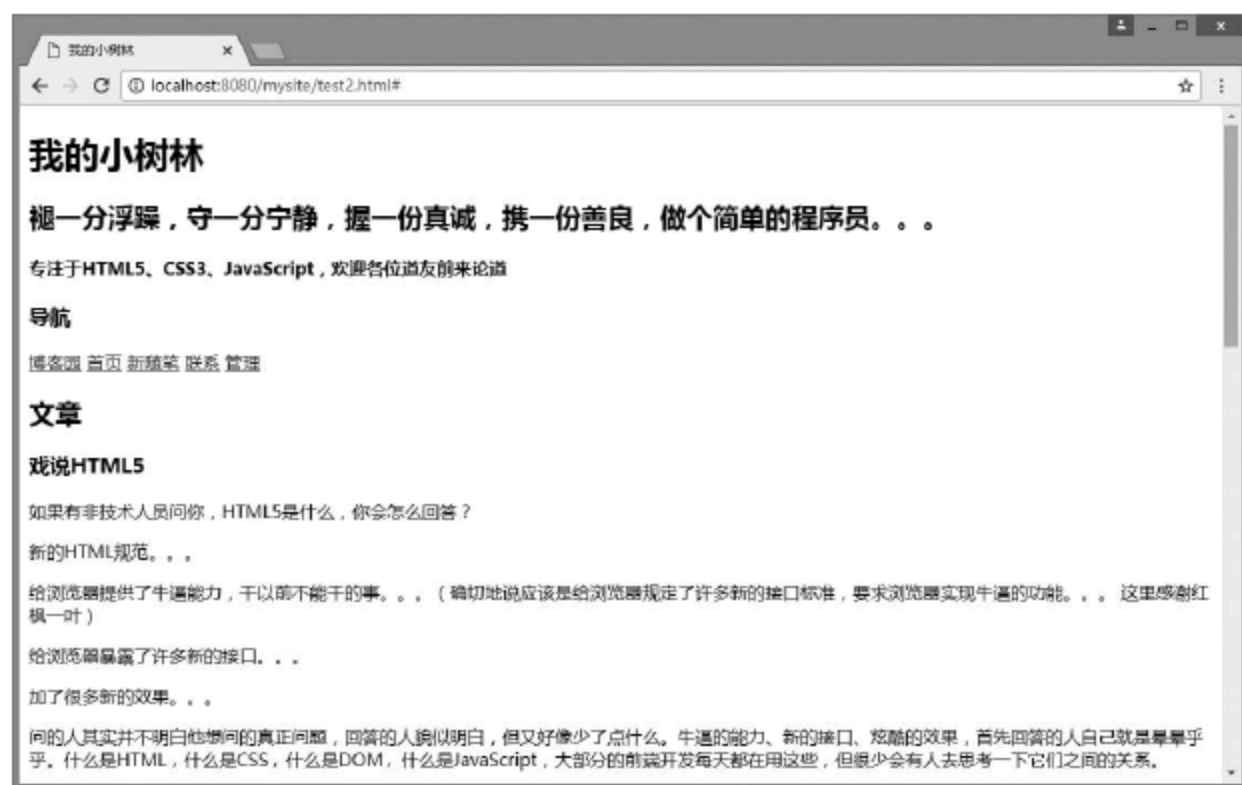 我的小树林
localhost:8080/mysite/test2.html#
我的小树林
褪一分浮躁，守一分宁静，握一份真诚，携一份善良，做个简单的程序员。。。
专注于HTML5、CSS3、JavaScript，欢迎各位道友前来论道
导航
博客园 首页 新随笔 联系 管理
文章
戏说HTML5
如果有非技术人员问你，HTML5是什么，你会怎么回答？
新的HTML规范。。。
给浏览器提供了牛逼能力，干以前不能干的事。。。（确切地说应该是给浏览器规定了许多新的接口标准，要求浏览器实现牛逼的功能。。。 这里感谢红
枫一叶）
给浏览器暴露了许多新的接口。。。
加了很多新的效果。。。
问的人其实并不明白他想问的真正问题，回答的人貌似明白，但又好像少了点什么。牛逼的能力、新的接口、炫酷的效果，首先回答的人自己就是晕晕乎
乎。什么是HTML，什么是CSS，什么是DOM，什么是JavaScript，大部分的前端开发每天都在用这些，但很少会有人去思考一下它们之间的关系。